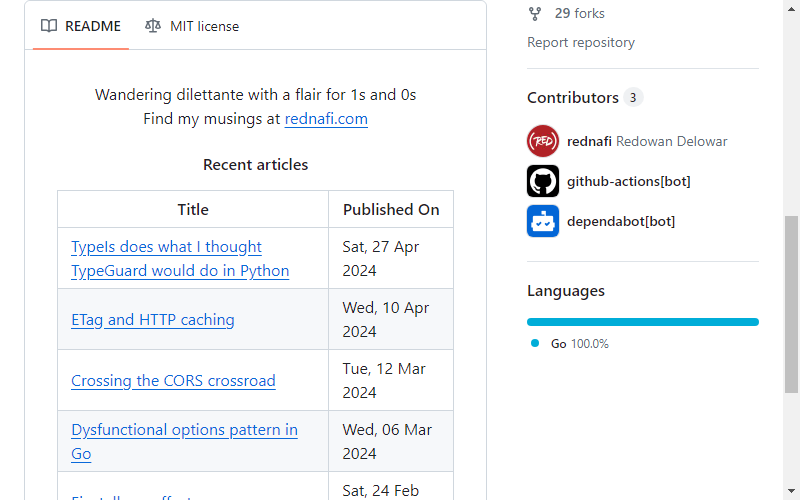 README
MIT license
Wandering dilettante with a flair for 1s and 0s
Find my musings at rednafi.com
Recent articles
Title
Published On
TypeIs does what I thought
TypeGuard would do in Python
Sat, 27 Apr
2024
ETag and HTTP caching
Wed, 10 Apr
2024
Crossing the CORS crossroad
Tue, 12 Mar
2024
Dysfunctional options pattern in
Go
Wed, 06 Mar
2024
Sat, 24 Feb
29 forks
Report repository
Contributors 3
RED
rednafi Redowan Delowar
github-actions[bot]
dependabot[bot]
Languages
Go 100.0%